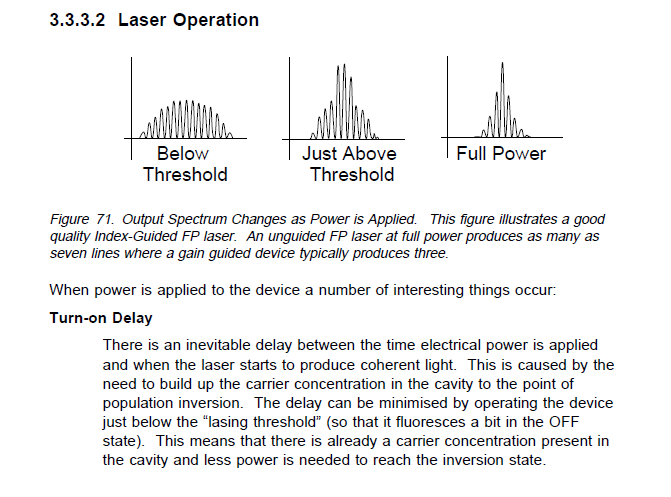 3.3.3.2 Laser Operation
Below
Threshold
Just Above
Threshold
Full Power
Figure 71. Output Spectrum Changes as Power is Applied. This figure illustrates a good
quality Index-Guided FP laser. An unguided FP laser at full power produces as many as
seven lines where a gain guided device typically produces three.
When power is applied to the device a number of interesting things occur:
Turn-on Delay
There is an inevitable delay between the time electrical power is applied
and when the laser starts to produce coherent light. This is caused by the
need to build up the carrier concentration in the cavity to the point of
population inversion. The delay can be minimised by operating the device
just below the “lasing threshold” (so that it fluoresces a bit in the OFF
state). This means that there is already a carrier concentration present in
the cavity and less power is needed to reach the inversion state.